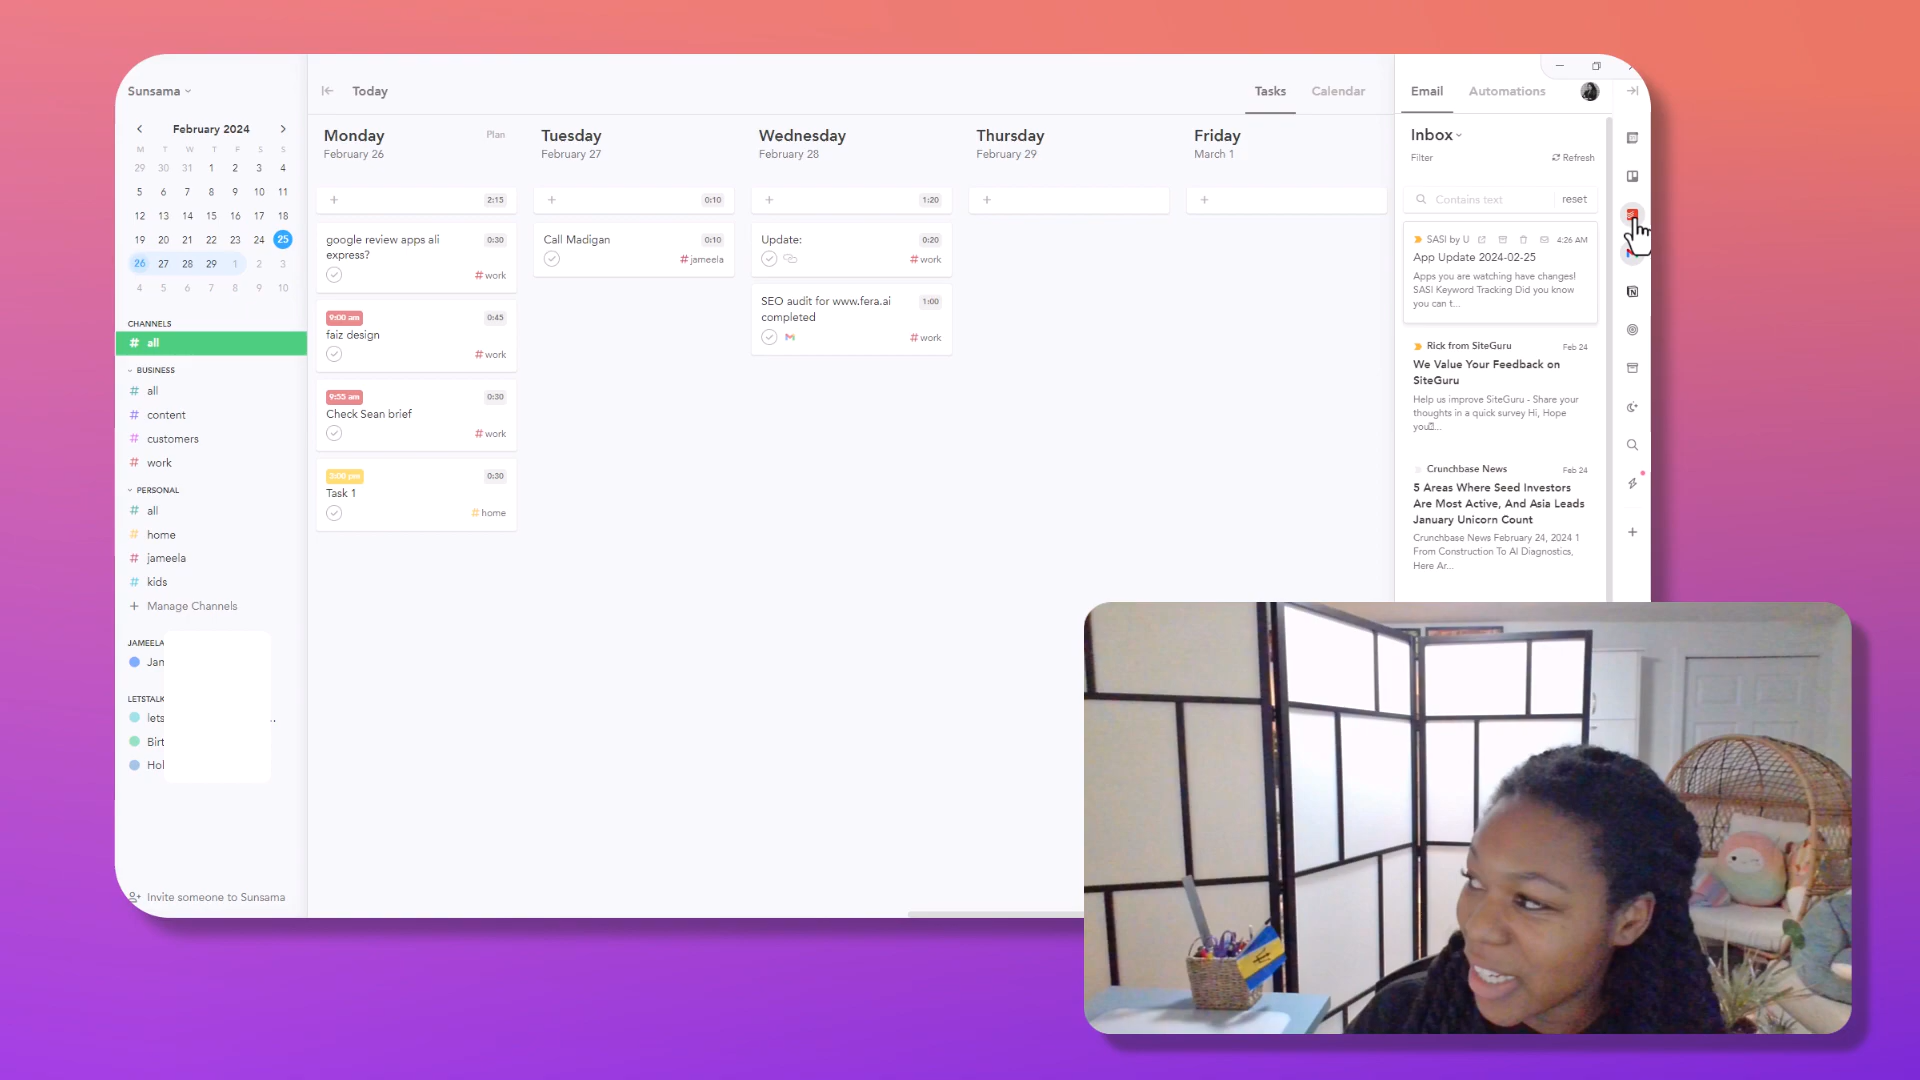 Sunsama
February 2024
M T W T F S S
29 30 31 1 2 3 4
5 6 7 8 9 10 11
12 13 14 15 16 17 18
19 20 21 22 23 24 25
26 27 28 29 1 2 3
4 5 6 7 8 9 10
CHANNELS
# all
BUSINESS
# all
# content
# customers
# work
PERSONAL
# all
# home
# jameela
# kids
+ Manage Channels
JAMEELA
Jan
LETSTALK
lets
..
Birt
Hol
Invite someone to Sunsama
Today
Tasks
Calendar
Monday
Plan
February 26
+ 2:15
google review apps ali
express?
0:30
# work
9:00 am
0:45
faiz design
# work
9:55 am
0:30
Check Sean brief
# work
3:00 pm
0:30
Task 1
# home
Tuesday
February 27
+ 0:10
Call Madigan
0:10
# jameela
Wednesday
February 28
+ 1:20
Update:
0:20
# work
SEO audit for www.fera.ai
completed
1:00
# work
Thursday
February 29
+
Friday
March 1
+
Email
Automations
Inbox
Filter
Refresh
Contains text
reset
SASI by U
4:26 AM
App Update 2024-02-25
Apps you are watching have changes!
SASI Keyword Tracking Did you know
you can t...
Rick from SiteGuru
Feb 24
We Value Your Feedback on
SiteGuru
Help us improve SiteGuru - Share your
thoughts in a quick survey Hi, Hope
you...
Crunchbase News
Feb 24
5 Areas Where Seed Investors
Are Most Active, And Asia Leads
January Unicorn Count
Crunchbase News February 24, 2024 1
From Construction To AI Diagnostics,
Here Ar...